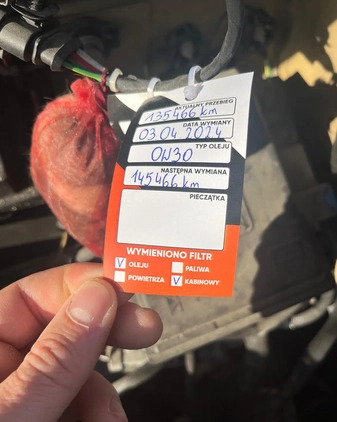 AKTUALNY PRZEBIEG
135466 km
DATA WYMIANY
03.04.2024
TYP OLEJU
0W30
NASTĘPNA WYMIANA
145466 km
PIECZĄTKA
WYMIENIONO FILTR
V OLEJU
PALIWA
POWIETRZA
V KABINOWY